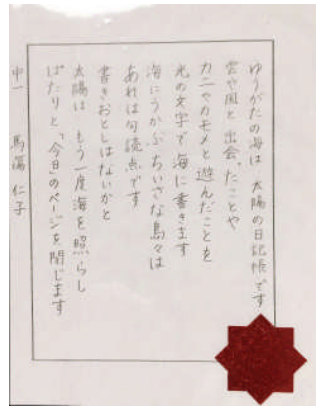 ゆうがたの海は 太陽の日記帳です
雲や風と出会ったことや
カニやカモメと遊んだことを
光の文字で海に書きます
海にうかぶちいさな島々は
あれは句読点です
書きおとしはないかと
太陽は もう一度海を照らし
ぱたりと「今日」のページを閉じます
中一 馬場 仁子